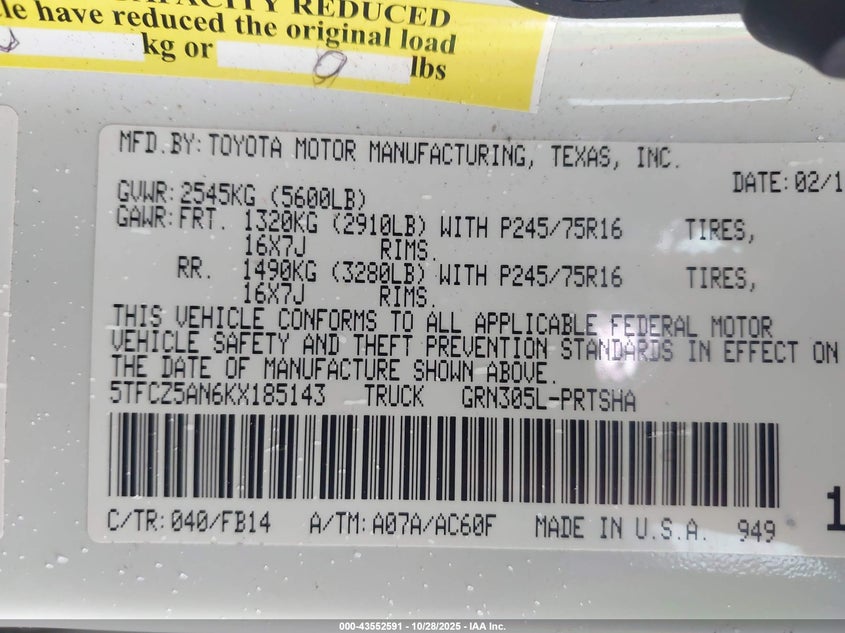 CAPACITY REDUCED
have reduced the original load
kg or 0 lbs
MFD.BY: TOYOTA MOTOR MANUFACTURING, TEXAS, INC.
DATE: 02/1
GVWR: 2545KG (5600LB)
GAWR: FRT. 1320KG (2910LB) WITH P245/75R16 TIRES,
16X7J RIMS.
RR. 1490KG (3280LB) WITH P245/75R16 TIRES,
16X7J RIMS.
THIS VEHICLE CONFORMS TO ALL APPLICABLE FEDERAL MOTOR
VEHICLE SAFETY AND THEFT PREVENTION STANDARDS IN EFFECT ON
THE DATE OF MANUFACTURE SHOWN ABOVE.
5TFCZ5AN6KX185143 TRUCK GRN305L-PRTSHA
C/TR: 040/FB14 A/TM: A07A/AC60F MADE IN U.S.A. 949
1
000-43552591 - 10/28/2025 - IAA Inc.